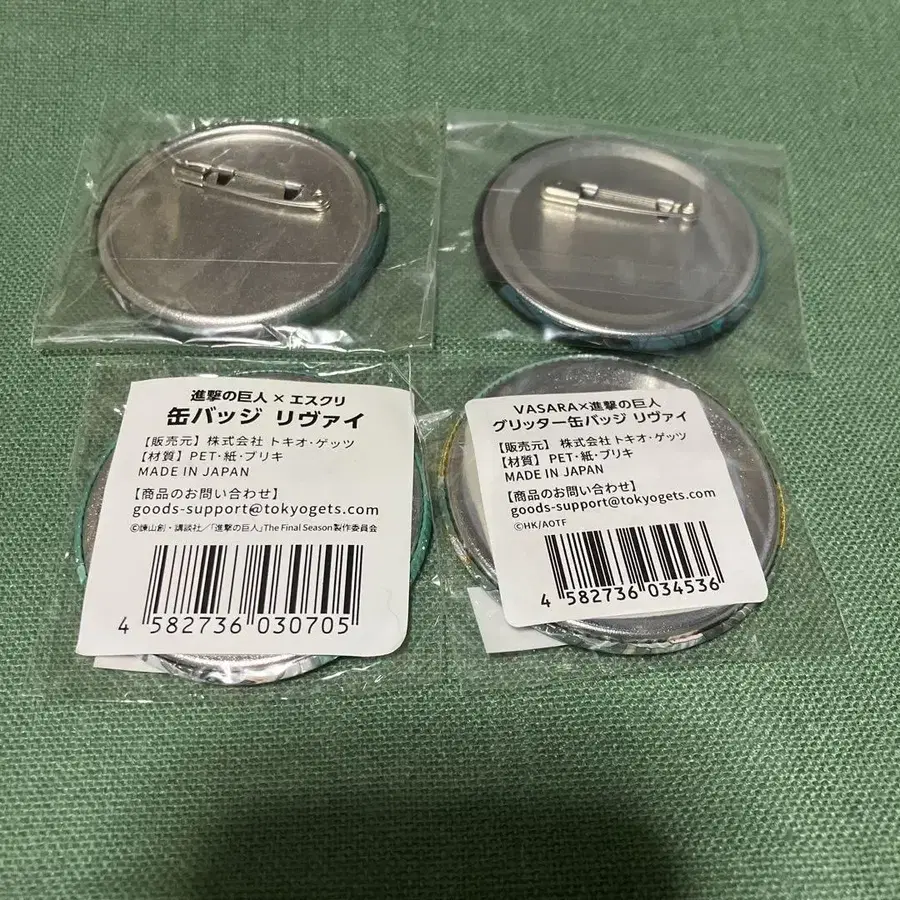 進撃の巨人 × エスクリ
缶バッジ リヴァイ
【販売元】 株式会社 トキオ・ゲッツ
【材質】 PET・紙・ブリキ
MADE IN JAPAN
【商品のお問い合わせ】
goods-support@tokyogets.com
©諫山創・講談社／「進撃の巨人」The Final Season製作委員会
4 582736 030705
VASARA×進撃の巨人
グリッター缶バッジ リヴァイ
【販売元】 株式会社 トキオ・ゲッツ
【材質】 PET・紙・ブリキ
MADE IN JAPAN
【商品のお問い合わせ】
goods-support@tokyogets.com
©HK/AOTF
4 582736 034536